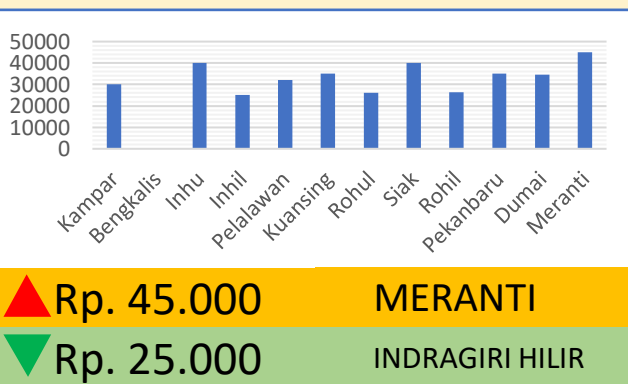 50000
40000
30000
20000
10000
0
Kampar
Bengkalis
Inhu
Inhil
Pelalawan
Kuansing
Rohul
Siak
Rohil
Pekanbaru
Dumai
Meranti
Rp. 45.000 MERANTI
Rp. 25.000 INDRAGIRI HILIR